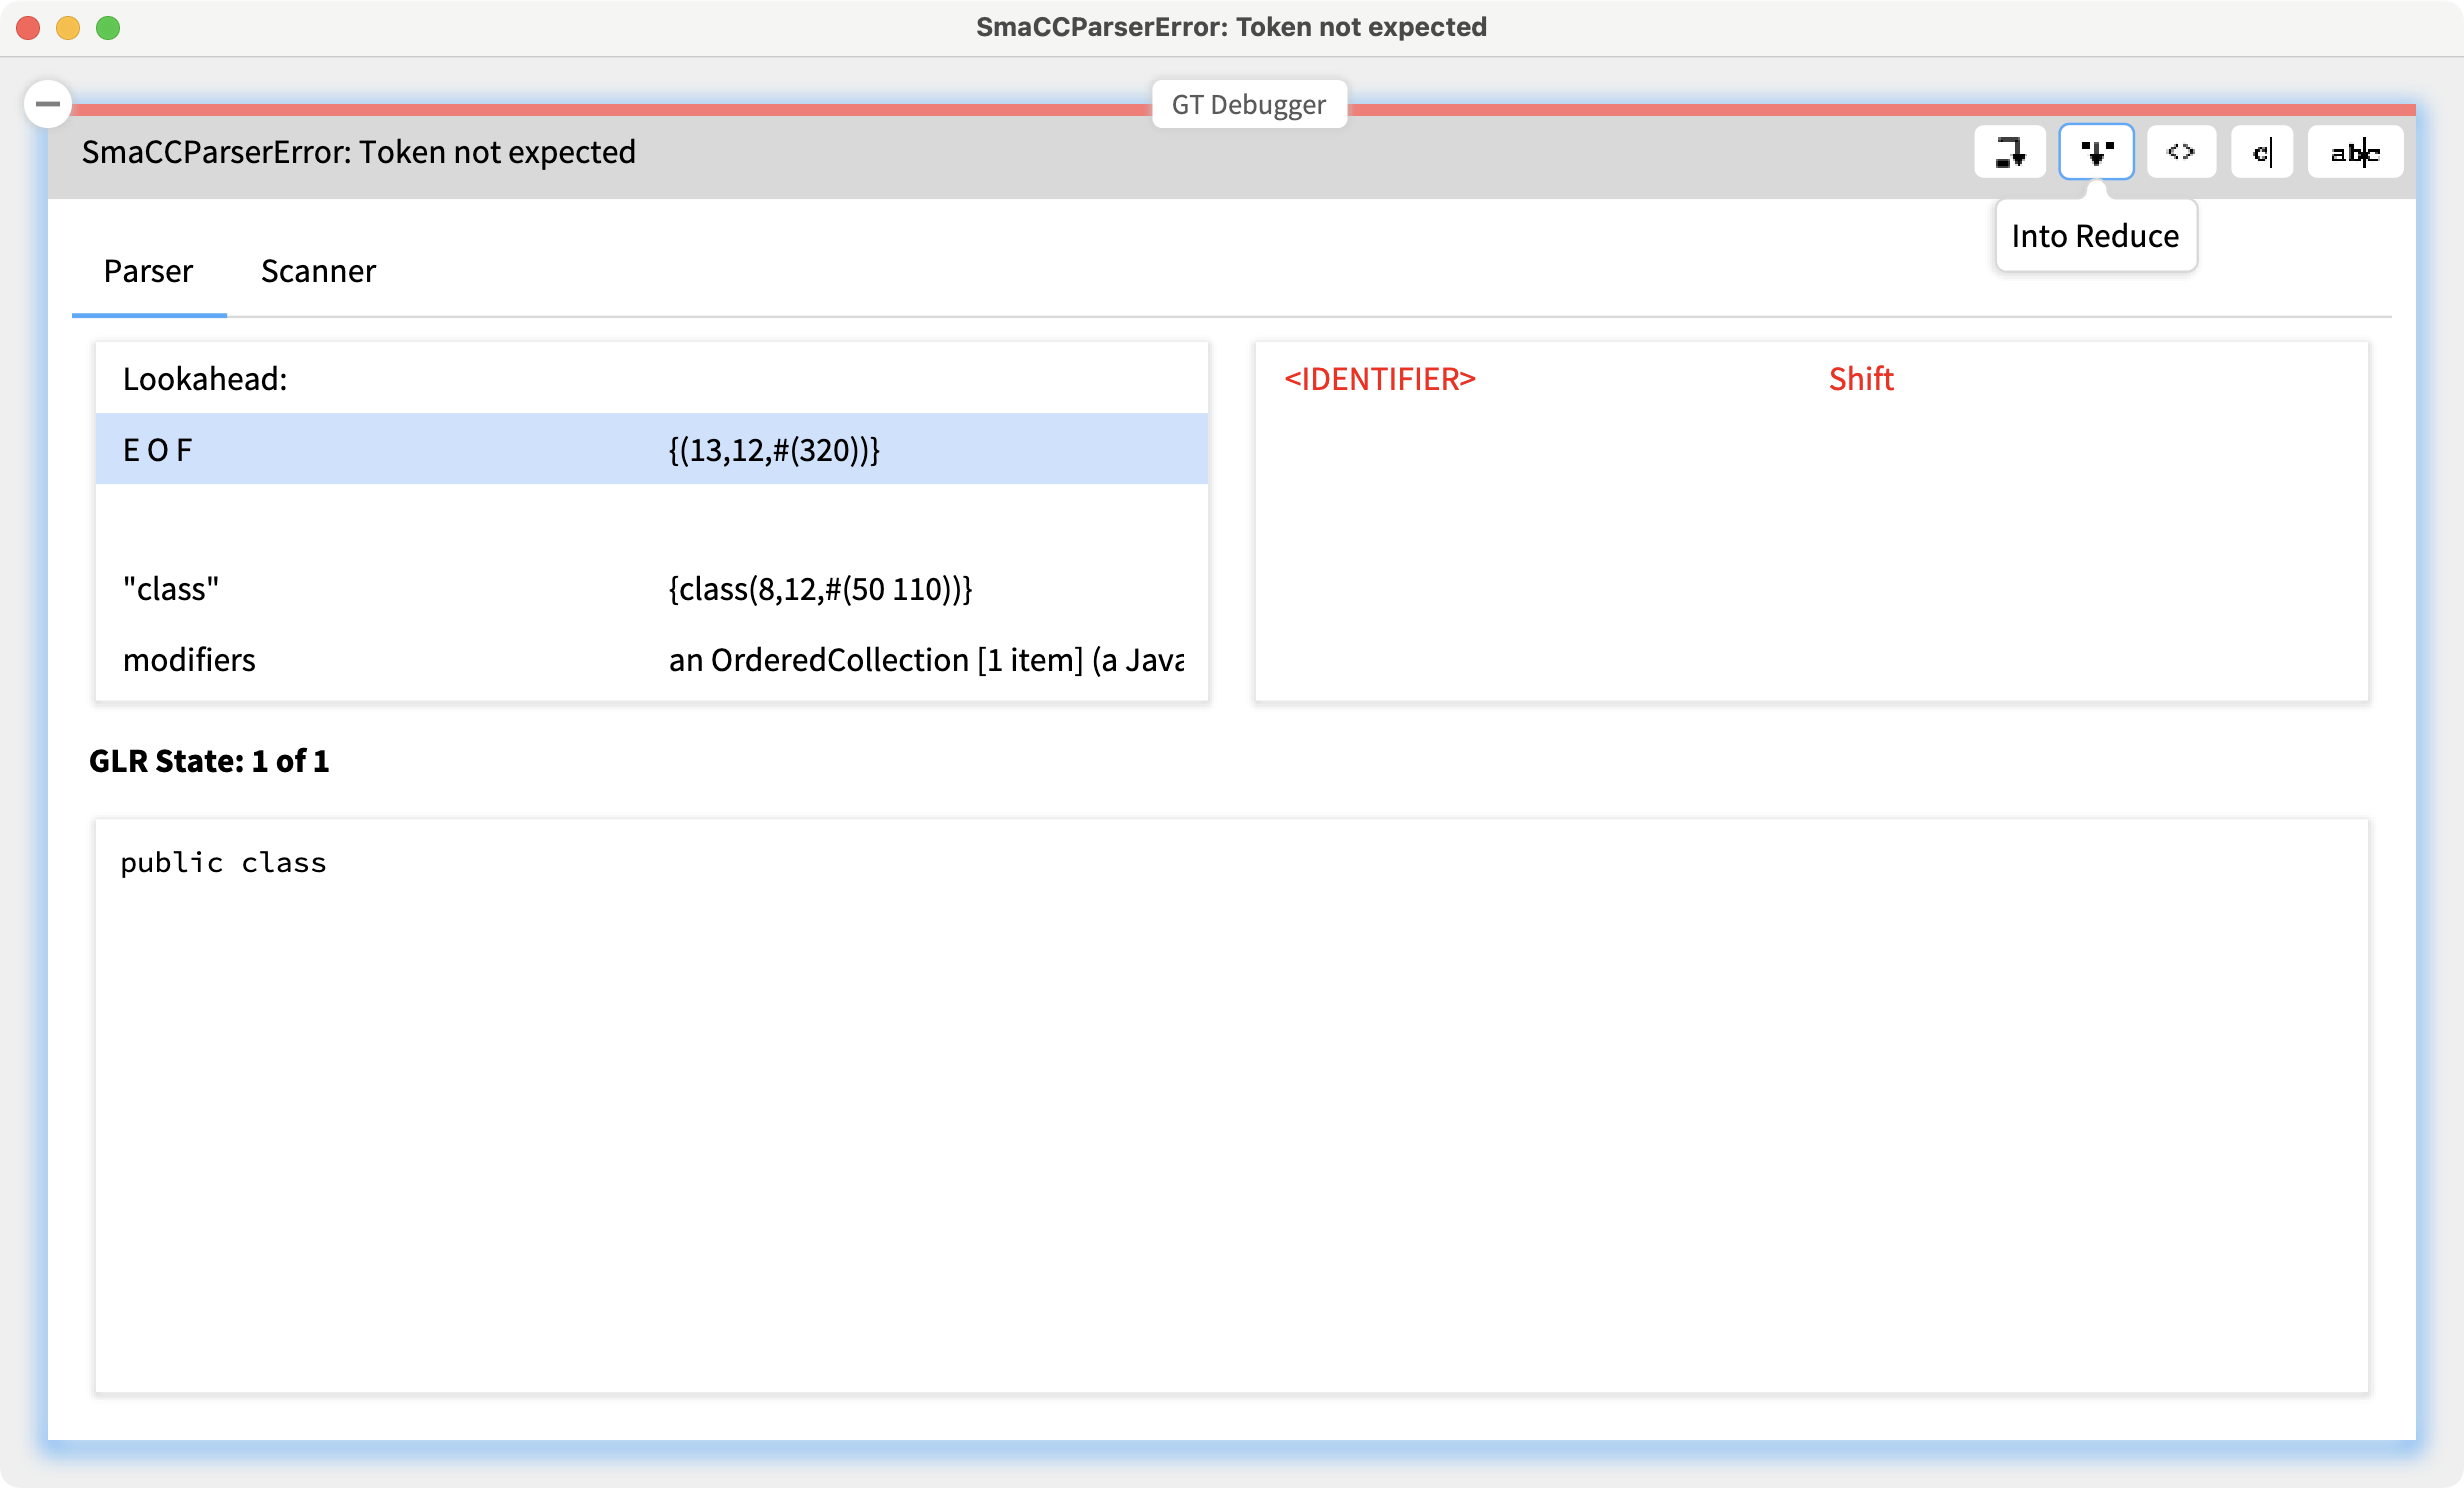 SmaCCParserError: Token not expected
GT Debugger
SmaCCParserError: Token not expected
<> c abc
Into Reduce
Parser Scanner
Lookahead:
E O F {(13,12,#(320))}
"class" {class(8,12,#(50 110))}
modifiers an OrderedCollection [1 item] (a Java
<IDENTIFIER> Shift
GLR State: 1 of 1
public class